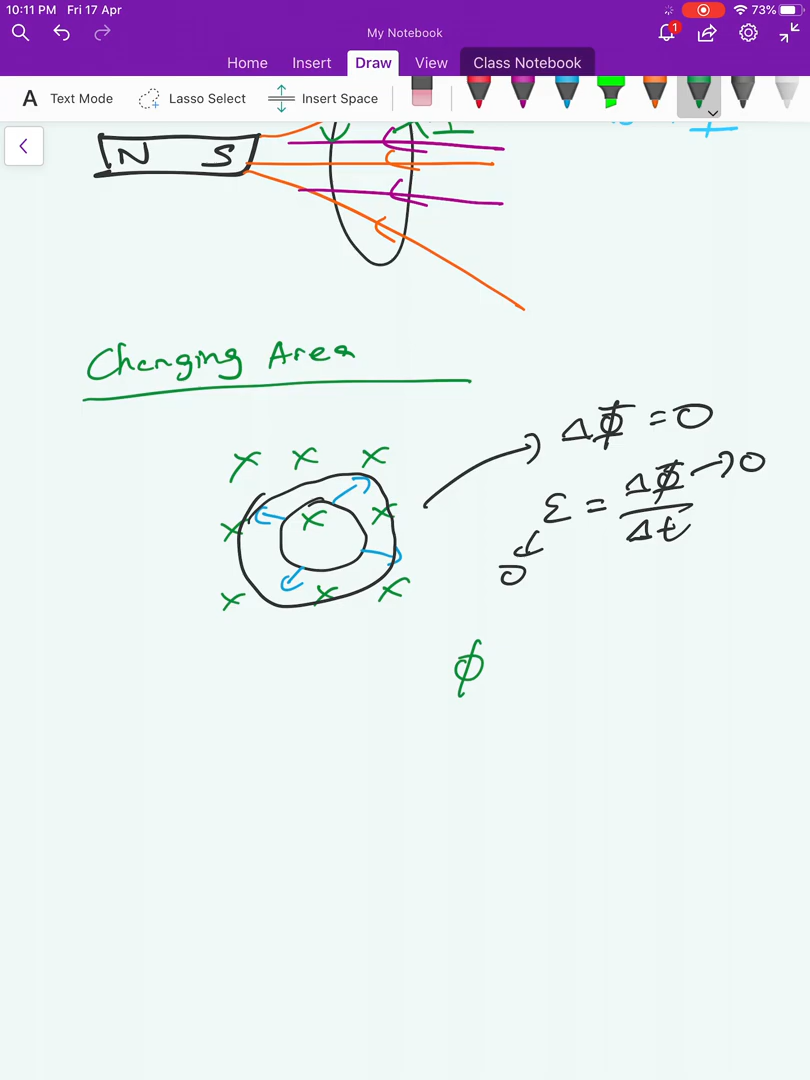 10:11 PM Fri 17 Apr
73%
My Notebook
1
Home Insert Draw View Class Notebook
A Text Mode Lasso Select Insert Space
N S
I
Changing Area
x x x
x x x
x x x
ΔΦ = 0
ε = ΔΦ/Δt → 0
0
Φ